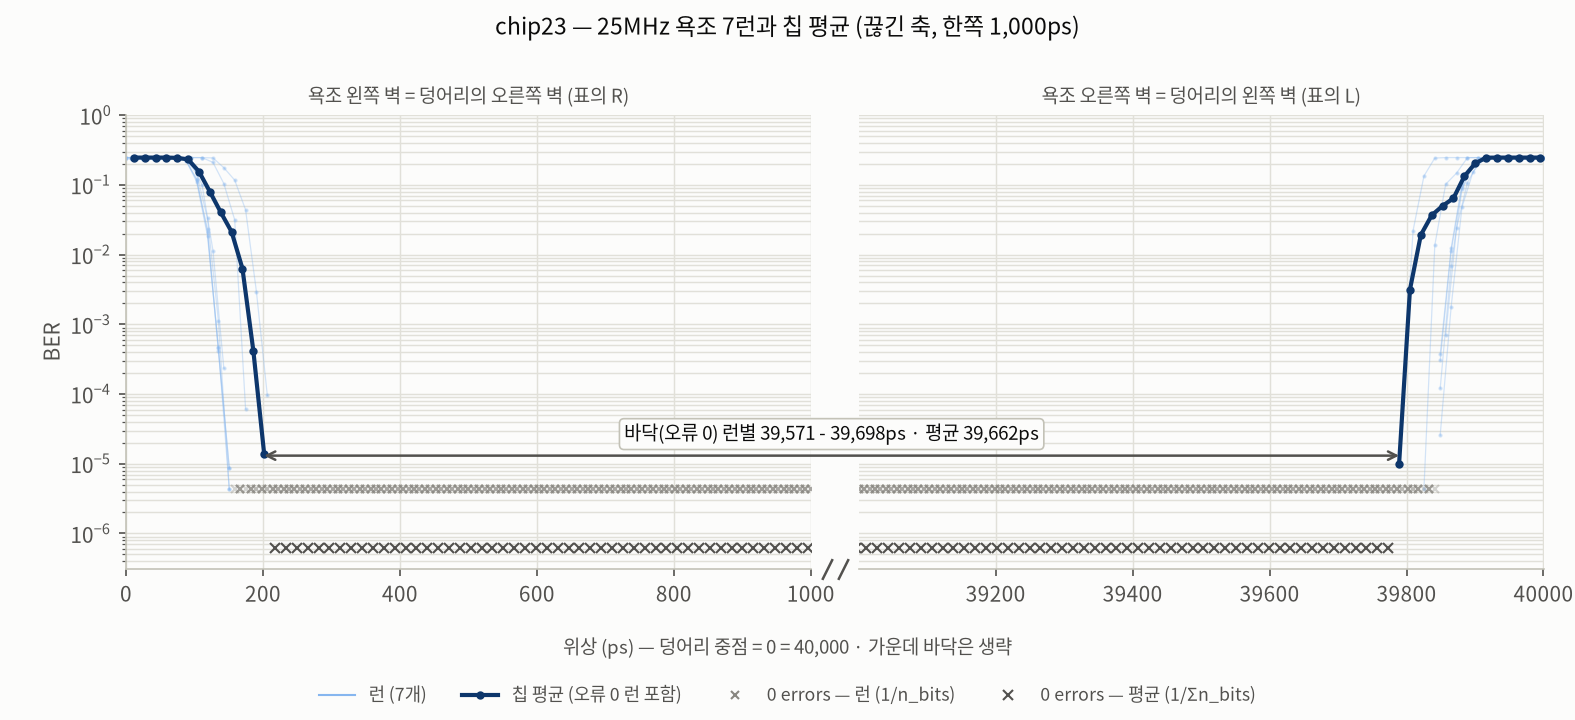 chip23 — 25MHz 욕조 7런과 칩 평균 (끊긴 축, 한쪽 1,000ps)
욕조 왼쪽 벽 = 덩어리의 오른쪽 벽 (표의 R)
욕조 오른쪽 벽 = 덩어리의 왼쪽 벽 (표의 L)
BER
10⁰
10⁻¹
10⁻²
10⁻³
10⁻⁴
10⁻⁵
10⁻⁶
바닥(오류 0) 런별 39,571 - 39,698ps · 평균 39,662ps
0 200 400 600 800 1000 39200 39400 39600 39800 40000
위상 (ps) — 덩어리 중점 = 0 = 40,000 · 가운데 바닥은 생략
런 (7개) 칩 평균 (오류 0 런 포함) 0 errors — 런 (1/n_bits) 0 errors — 평균 (1/Σn_bits)